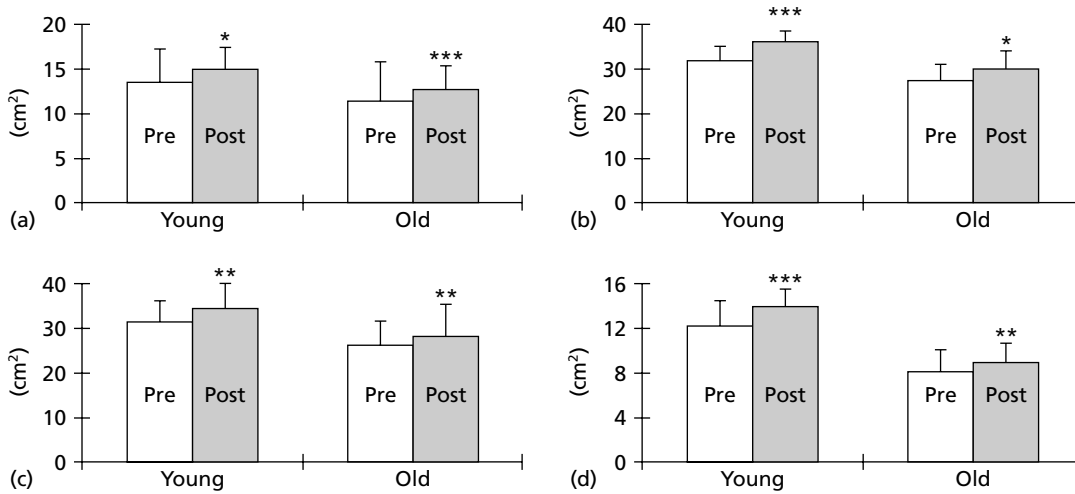 20
15
10
5
0
(cm²)
* ***
Pre Post Pre Post
(a) Young Old
40
30
20
10
0
(cm²)
*** *
Pre Post Pre Post
(b) Young Old
40
30
20
10
0
(cm²)
** **
Pre Post Pre Post
(c) Young Old
16
12
8
4
0
(cm²)
*** **
Pre Post Pre Post
(d) Young Old